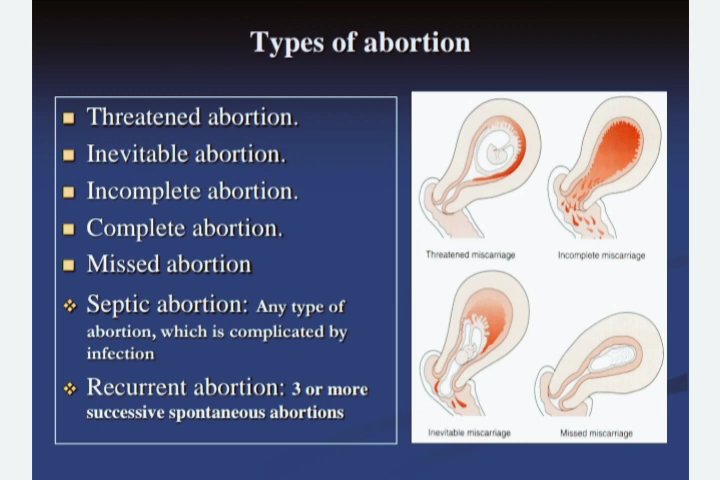 Types of abortion
Threatened abortion.
Inevitable abortion.
Incomplete abortion.
Complete abortion.
Missed abortion
Septic abortion: Any type of
abortion, which is complicated by
infection
Recurrent abortion: 3 or more
successive spontaneous abortions
Threatened miscarriage
Incomplete miscarriage
Inevitable miscarriage
Missed miscarriage